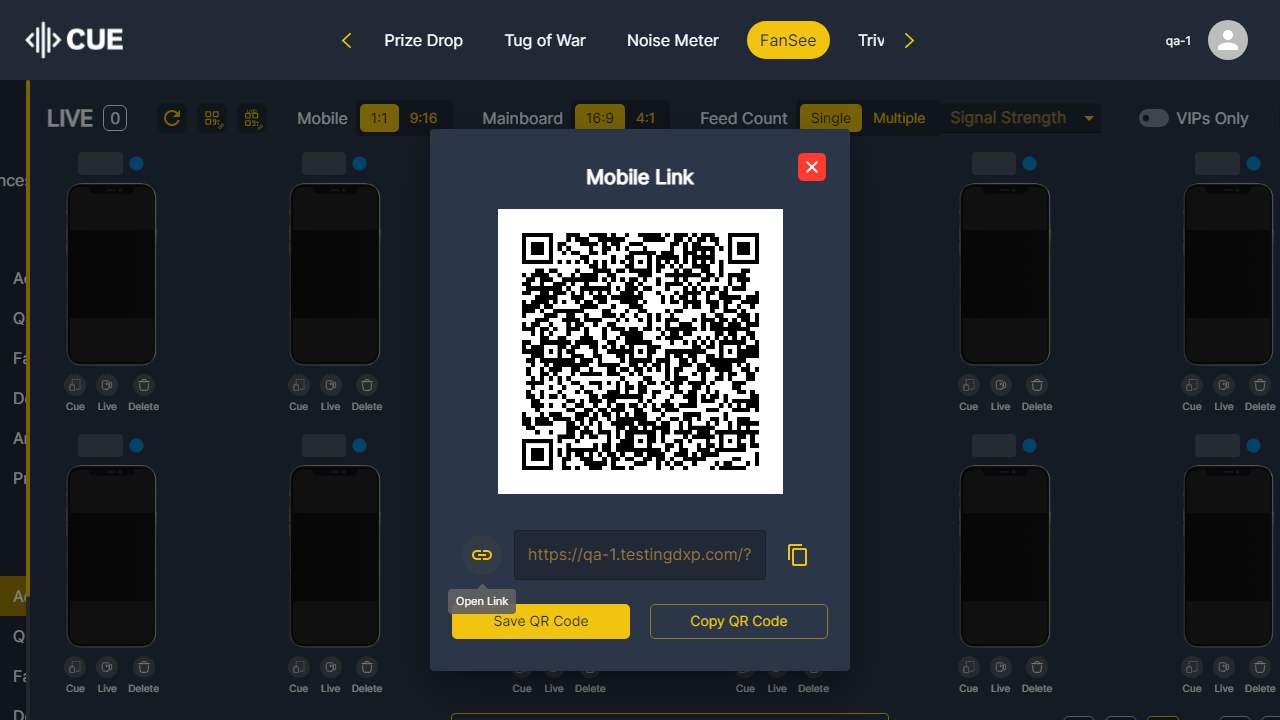 CUE
Prize Drop
Tug of War
Noise Meter
FanSee
Triv
qa-1
LIVE 0
Mobile 1:1 9:16
Mainboard 16:9 4:1
Feed Count Single Multiple
Signal Strength
VIPs Only
nces
Mobile Link
Ac
Q
Fa
D
Ar
Pr
Cue Live Delete
Cue Live Delete
Cue Live Delete
Cue Live Delete
https://qa-1.testingdxp.com/?
Open Link
Save QR Code
Copy QR Code
Ac
Q
Fa
D
Cue Live Delete
Cue Live Delete
Cue Live Delete
Cue Live Delete
Cue Live Delete
Cue Live Delete